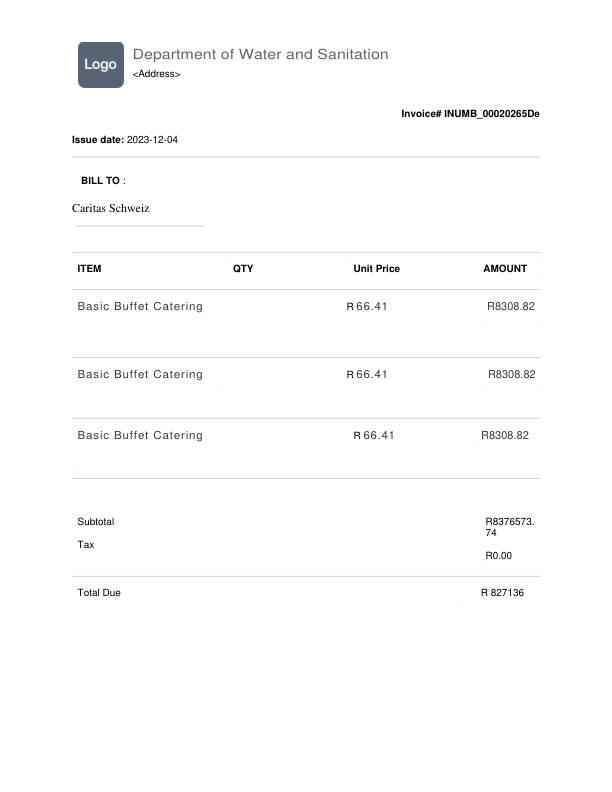 Logo
Department of Water and Sanitation
<Address>
Invoice# INUMB_00020265De
Issue date: 2023-12-04
BILL TO :
Caritas Schweiz
ITEM QTY Unit Price AMOUNT
Basic Buffet Catering R 66.41 R8308.82
Basic Buffet Catering R 66.41 R8308.82
Basic Buffet Catering R 66.41 R8308.82
Subtotal R8376573.
74
Tax
R0.00
Total Due R 827136